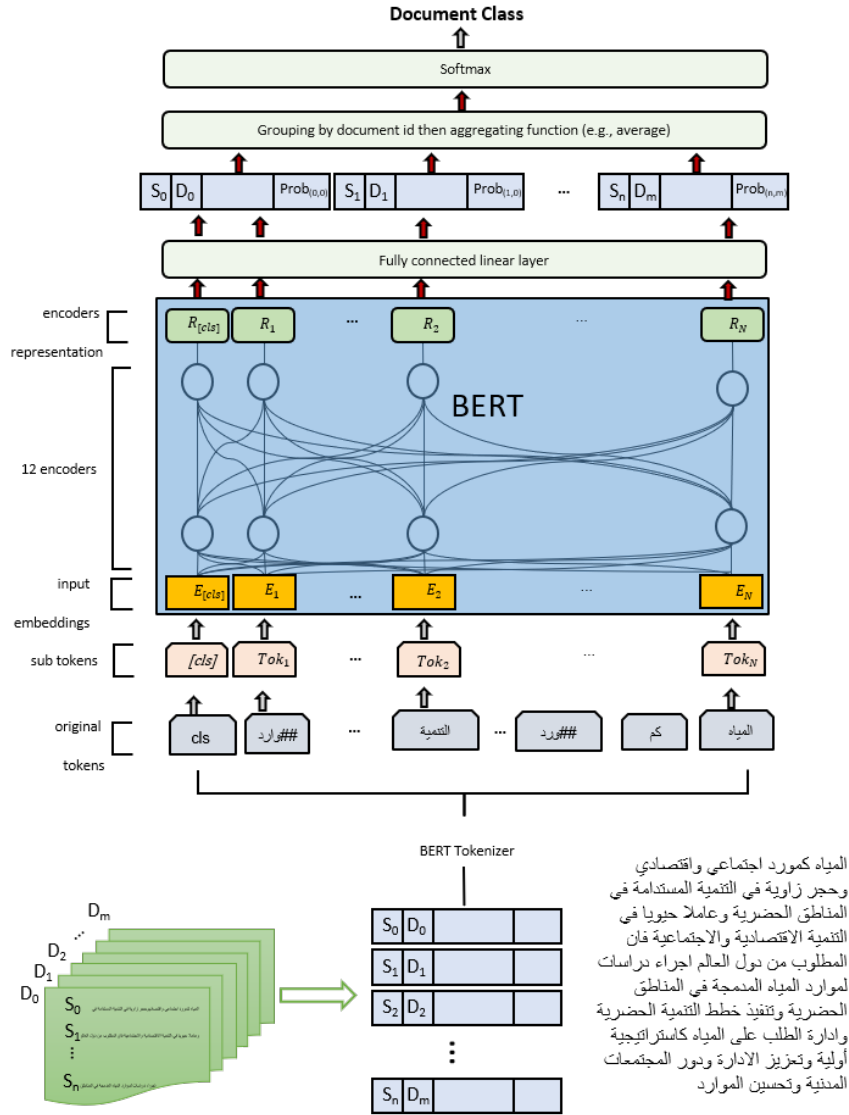 Document Class
Softmax
Grouping by document id then aggregating function (e.g., average)
S0 D0 Prob(0,0) S1 D1 Prob(1,0) ... Sn Dm Prob(n,m)
Fully connected linear layer
encoders
representation
R[cls] R1 ... R2 ... RN
BERT
12 encoders
input
embeddings
E[cls] E1 ... E2 ... EN
sub tokens
[cls] Tok1 ... Tok2 ... TokN
original
tokens
cls ##وارد ... التنمية ... ##ورد كم المياه
BERT Tokenizer
Dm
...
D2
D1
D0
S0
S1
⋮
Sn
S0 D0
S1 D1
S2 D2
⋮
Sn Dm
المياه كمورد اجتماعي واقتصادي
وحجر زاوية في التنمية المستدامة في
المناطق الحضرية وعاملا حيويا في
التنمية الاقتصادية والاجتماعية فان
المطلوب من دول العالم اجراء دراسات
لموارد المياه المدمجة في المناطق
الحضرية وتنفيذ خطط التنمية الحضرية
وادارة الطلب على المياه كاستراتيجية
أولية وتعزيز الادارة ودور المجتمعات
المدنية وتحسين الموارد